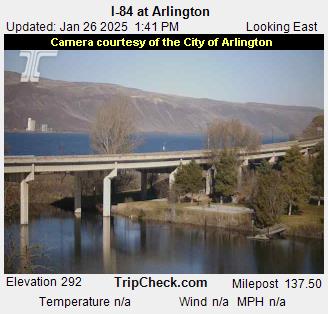 I-84 at Arlington
Updated: Jan 26 2025 1:41 PM Looking East
Camera courtesy of the City of Arlington
Elevation 292 TripCheck.com Milepost 137.50
Temperature n/a Wind n/a MPH n/a